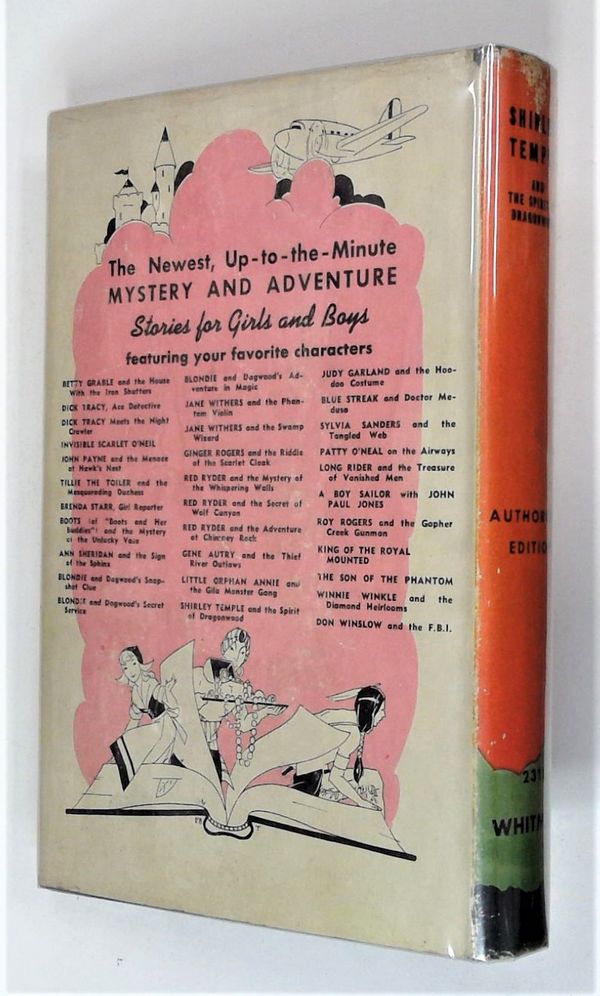 The Newest, Up-to-the-Minute
MYSTERY AND ADVENTURE
Stories for Girls and Boys
featuring your favorite characters
BETTY GRABLE and the House
With the Iron Shutters
DICK TRACY, Ace Detective
DICK TRACY Meets the Night
Crawler
INVISIBLE SCARLET O'NEIL
JOHN PAYNE and the Menace
at Hawk's Nest
TILLIE THE TOILER and the
Masquerading Duchess
BRENDA STARR, Girl Reporter
BOOTS (of "Boots and Her
Buddies") and the Mystery
of the Unlucky Vase
ANN SHERIDAN and the Sign
of the Sphinx
BLONDIE and Dagwood's Snap-
shot Clue
BLONDIE and Dagwood's Secret
Service
BLONDIE and Dagwood's Ad-
venture in Magic
JANE WITHERS and the Phan-
tom Violin
JANE WITHERS and the Swamp
Wizard
GINGER ROGERS and the Riddle
of the Scarlet Cloak
RED RYDER and the Mystery of
the Whispering Walls
RED RYDER and the Secret of
Wolf Canyon
RED RYDER and the Adventure
at Chimney Rock
GENE AUTRY and the Thief
River Outlaws
LITTLE ORPHAN ANNIE and
the Gila Monster Gang
SHIRLEY TEMPLE and the Spirit
of Dragonwood
JUDY GARLAND and the Hoo-
doo Costume
BLUE STREAK and Doctor Me-
dusa
SYLVIA SANDERS and the
Tangled Web
PATTY O'NEAL on the Airways
LONG RIDER and the Treasure
of Vanished Men
A BOY SAILOR with JOHN
PAUL JONES
ROY ROGERS and the Gopher
Creek Gunman
KING OF THE ROYAL
MOUNTED
THE SON OF THE PHANTOM
WINNIE WINKLE and the
Diamond Heirlooms
DON WINSLOW and the F.B.I.
SHIRL
TEMP
AND
THE SPIRIT
DRAGONW
AUTHOR
EDITIO
231
WHITM